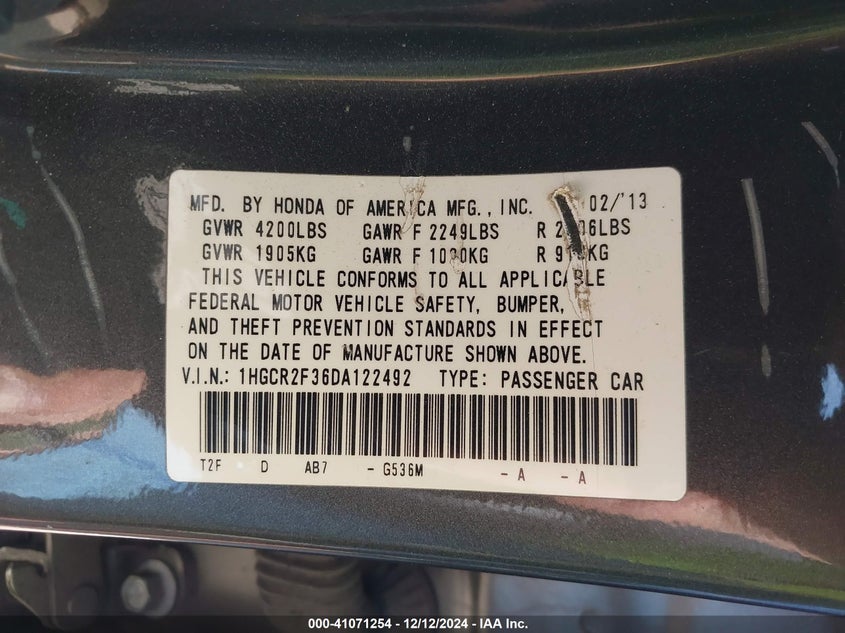 MFD. BY HONDA OF AMERICA MFG., INC. 02/'13
GVWR 4200LBS GAWR F 2249LBS R LBS
GVWR 1905KG GAWR F R KG
THIS VEHICLE CONFORMS TO ALL APPLICABLE
FEDERAL MOTOR VEHICLE SAFETY, BUMPER,
AND THEFT PREVENTION STANDARDS IN EFFECT
ON THE DATE OF MANUFACTURE SHOWN ABOVE.
V.I.N.: 1HGCR2F36DA122492 TYPE: PASSENGER CAR
T2F D AB7 - G536M - A - A
000-41071254 - 12/12/2024 - IAA Inc.